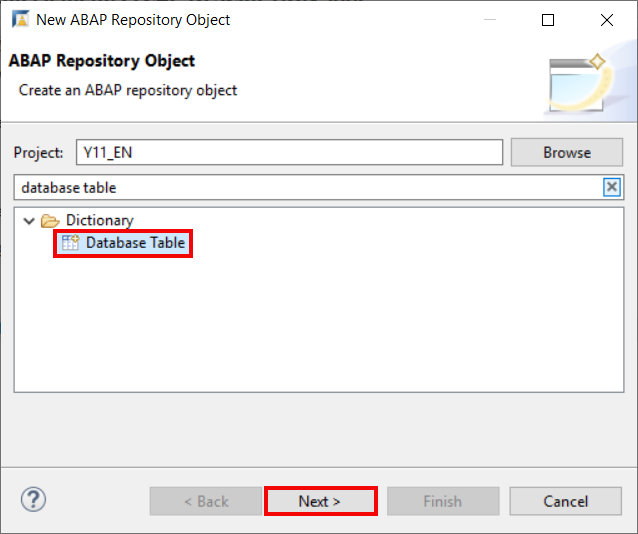 New ABAP Repository Object
ABAP Repository Object
Create an ABAP repository object
Project: Y11_EN Browse
database table
Dictionary
Database Table
? < Back Next > Finish Cancel